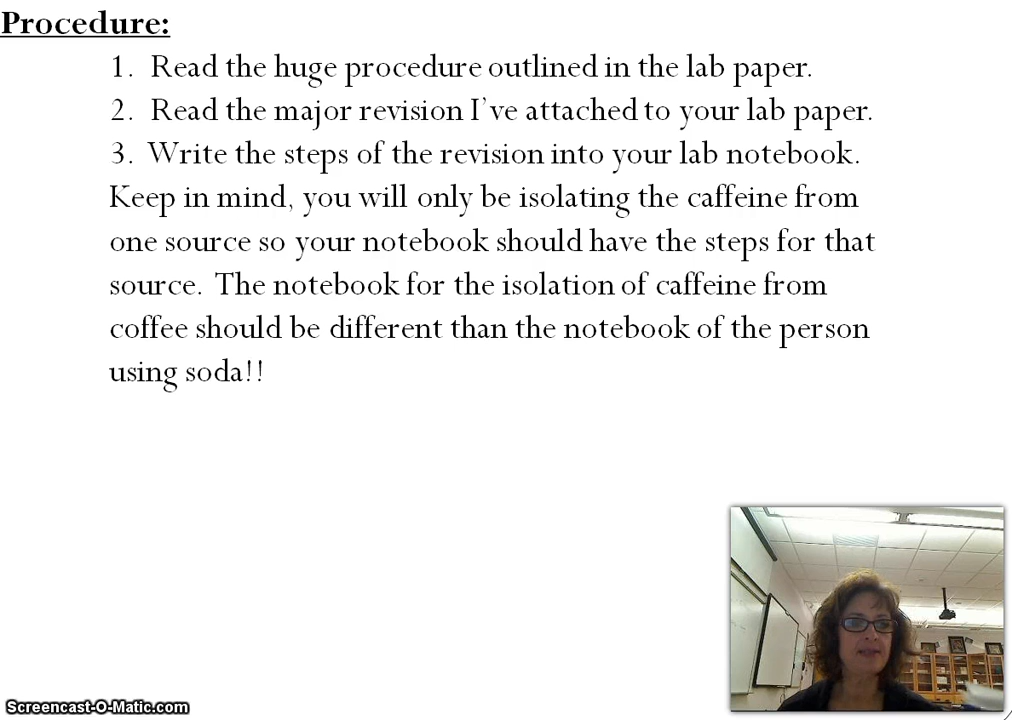 Procedure:
1. Read the huge procedure outlined in the lab paper.
2. Read the major revision I've attached to your lab paper.
3. Write the steps of the revision into your lab notebook.
Keep in mind, you will only be isolating the caffeine from
one source so your notebook should have the steps for that
source. The notebook for the isolation of caffeine from
coffee should be different than the notebook of the person
using soda!!
Screencast-O-Matic.com